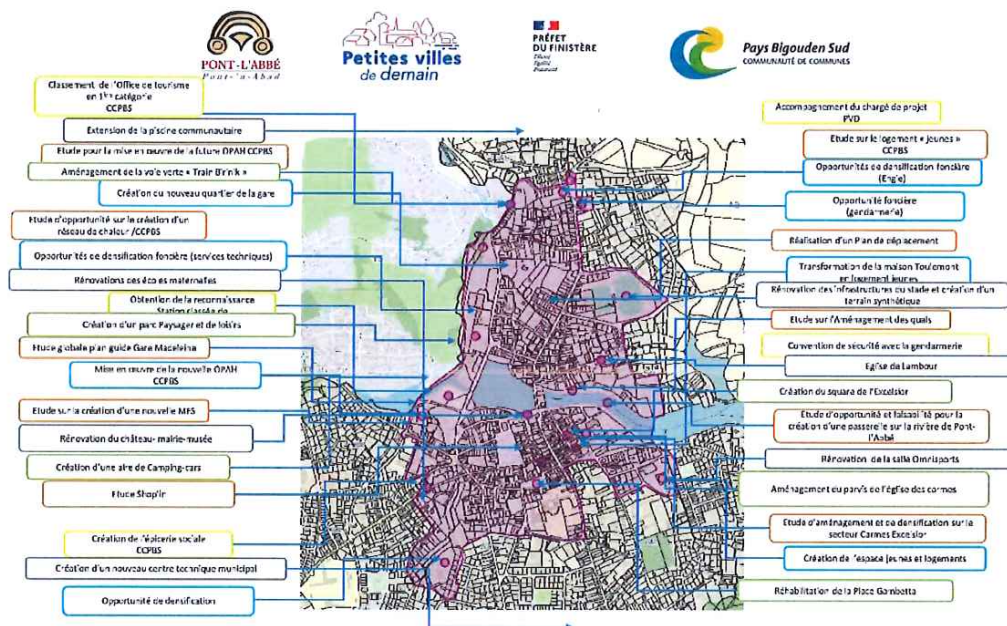 PONT-L'ABBÉ
Pont-'n-Abad
Petites villes
de demain
PRÉFET
DU FINISTÈRE
Pays Bigouden Sud
COMMUNAUTÉ DE COMMUNES
Classement de l'Office de tourisme
en 1ère catégorie
CCPBS
Extension de la piscine communautaire
Etude pour la mise en œuvre de la future OPAH CCPBS
Aménagement de la voie verte « Train Birinik »
Création du nouveau quartier de la gare
Etude d'opportunité sur la création d'un
réseau de chaleur /CCPBS
Opportunités de densification foncière (services techniques)
Rénovations des écoles maternelles
Obtention de la reconnaissance
Station classée de
Création d'un parc Paysager et de loisirs
Etude globale plan guide Gare Madeleine
Mise en œuvre de la nouvelle OPAH
CCPBS
Etude sur la création d'une nouvelle MFS
Rénovation du château- mairie-musée
Création d'une aire de Camping-cars
Etude Shop'in
Création de l'épicerie sociale
CCPBS
Création d'un nouveau centre technique municipal
Opportunité de densification
Accompagnement du chargé de projet
PVD
Etude sur le logement « jeunes »
CCPBS
Opportunités de densification foncière
(Engie)
Opportunité foncière
(gendarmerie)
Réalisation d'un Plan de déplacement
Transformation de la maison Toulemont
en logement jeunes
Rénovation des infrastructures du stade et création d'un
terrain synthétique
Etude sur l'Aménagement des quais
Convention de sécurité avec la gendarmerie
Eglise de Lambour
Création du square de l'Excelsior
Etude d'opportunité et faisabilité pour la
création d'une passerelle sur la rivière de Pont-
l'Abbé
Rénovation de la salle Omnisports
Aménagement du parvis de l'église des carmes
Etude d'aménagement et de densification sur le
secteur Carmes Excelsior
Création de l'espace jeunes et logements
Réhabilitation de la Place Gambetta